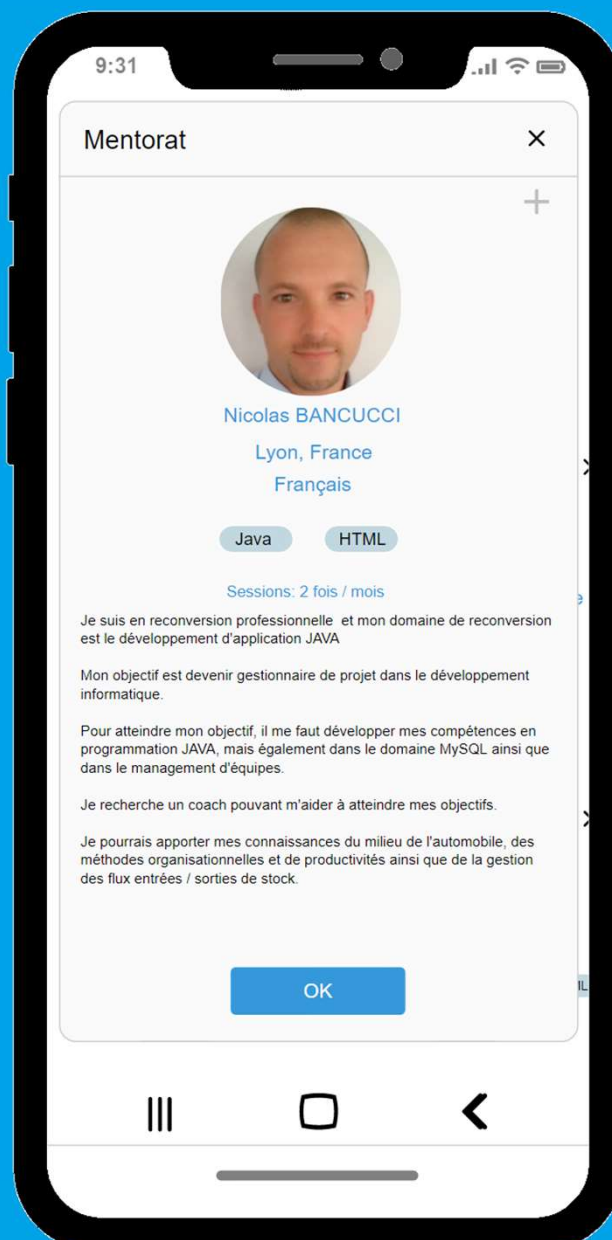 9:31
Mentorat
Nicolas BANCUCCI
Lyon, France
Français
Java HTML
Sessions: 2 fois / mois
Je suis en reconversion professionnelle et mon domaine de reconversion
est le développement d'application JAVA
Mon objectif est devenir gestionnaire de projet dans le développement
informatique.
Pour atteindre mon objectif, il me faut développer mes compétences en
programmation JAVA, mais également dans le domaine MySQL ainsi que
dans le management d'équipes.
Je recherche un coach pouvant m'aider à atteindre mes objectifs.
Je pourrais apporter mes connaissances du milieu de l'automobile, des
méthodes organisationnelles et de productivités ainsi que de la gestion
des flux entrées / sorties de stock.
OK